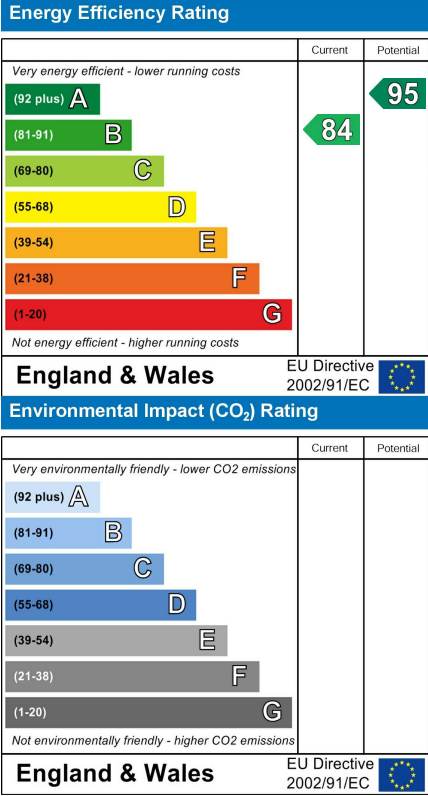 Energy Efficiency Rating
Current Potential
Very energy efficient - lower running costs
(92 plus) A
95
(81-91) B
84
(69-80) C
(55-68) D
(39-54) E
(21-38) F
(1-20) G
Not energy efficient - higher running costs
England & Wales
EU Directive
2002/91/EC
Environmental Impact (CO₂) Rating
Current Potential
Very environmentally friendly - lower CO2 emissions
(92 plus) A
(81-91) B
(69-80) C
(55-68) D
(39-54) E
(21-38) F
(1-20) G
Not environmentally friendly - higher CO2 emissions
England & Wales
EU Directive
2002/91/EC